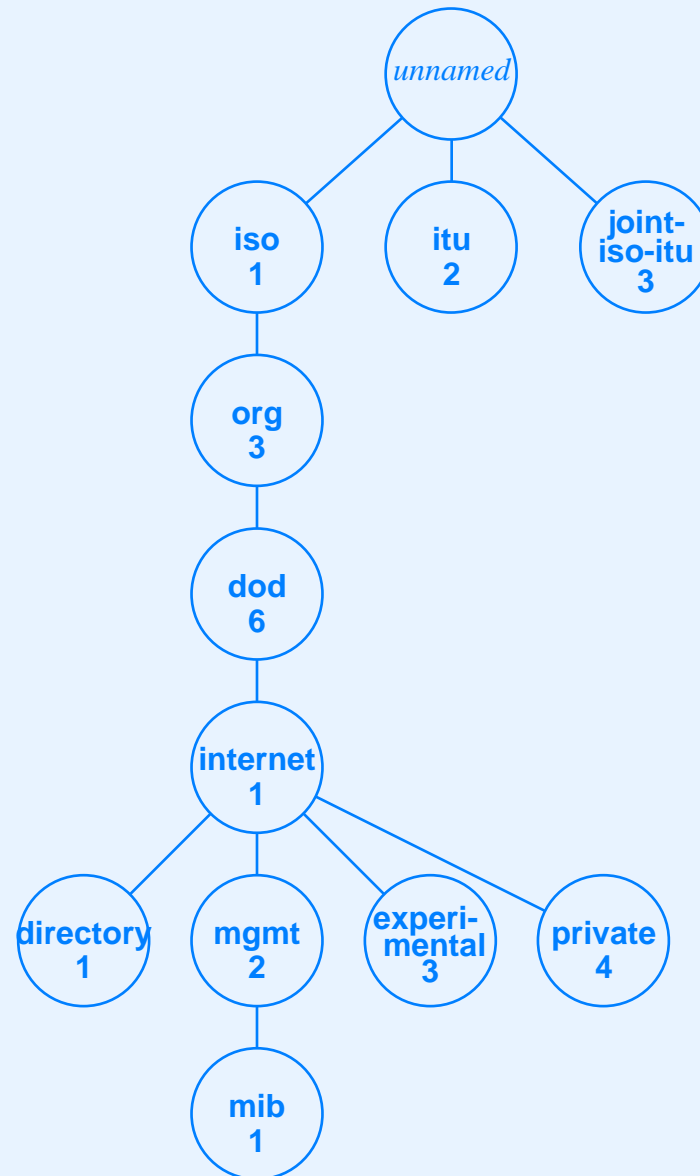 unnamed
iso
1
itu
2
joint-
iso-itu
3
org
3
dod
6
internet
1
directory
1
mgmt
2
experi-
mental
3
private
4
mib
1